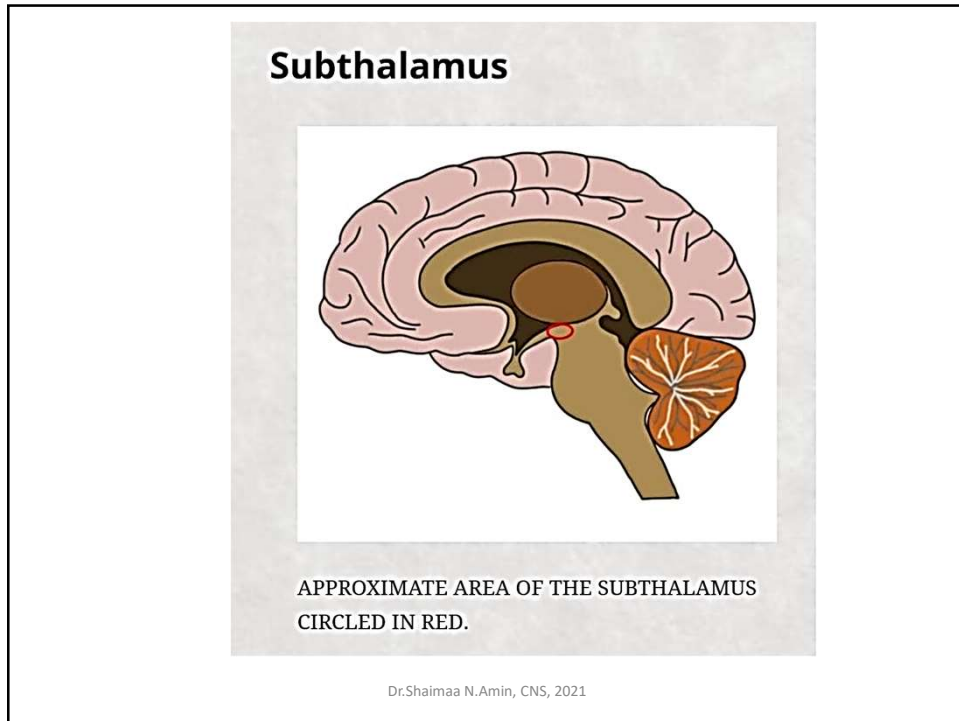 Subthalamus
APPROXIMATE AREA OF THE SUBTHALAMUS
CIRCLED IN RED.
Dr.Shaimaa N.Amin, CNS, 2021